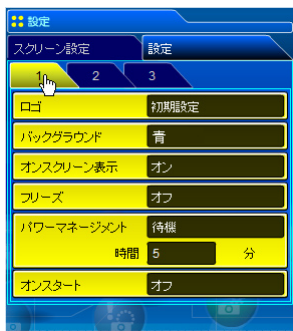 設定
スクリーン設定 設定
1 2 3
ロゴ 初期設定
バックグラウンド 青
オンスクリーン表示 オン
フリーズ オフ
パワーマネージメント 待機
時間 5 分
オンスタート オフ